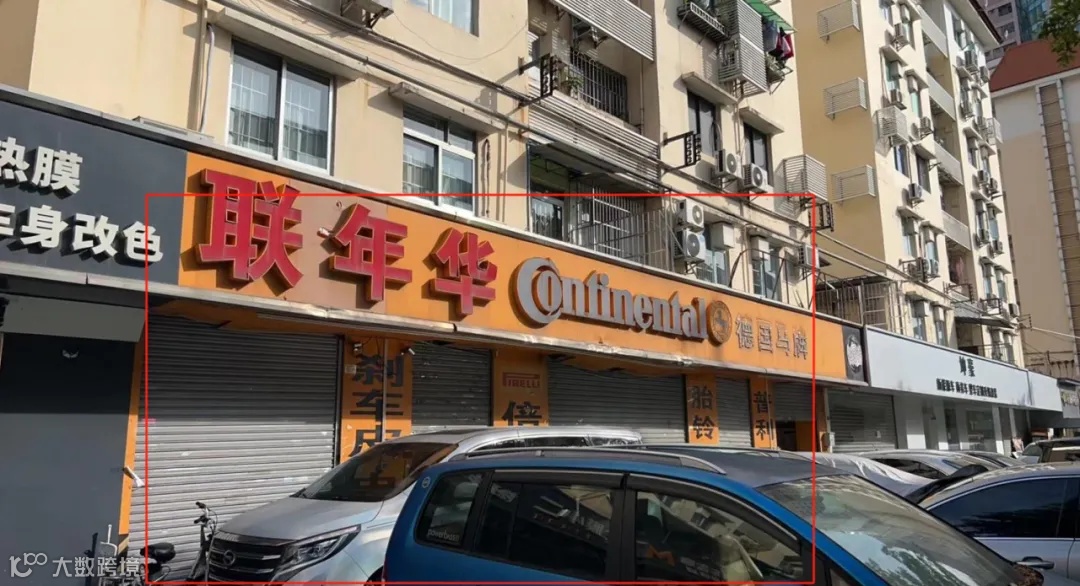 热膜
车身改色
联年华
Continental
德国马牌
刹车皮
PIRELLI
倍
胎铃
普利
大数跨境